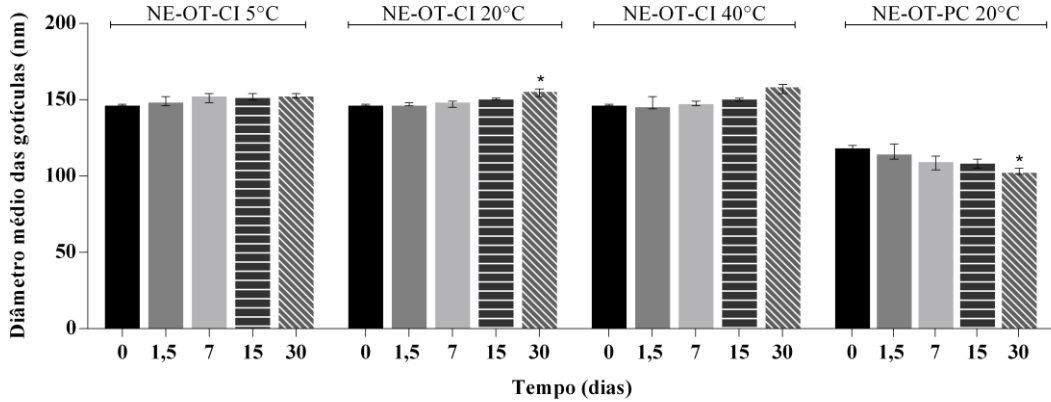 NE-OT-CI 5°C NE-OT-CI 20°C NE-OT-CI 40°C NE-OT-PC 20°C
Diâmetro médio das gotículas (nm)
200
150
100
50
0
* *
0 1,5 7 15 30 0 1,5 7 15 30 0 1,5 7 15 30 0 1,5 7 15 30
Tempo (dias)